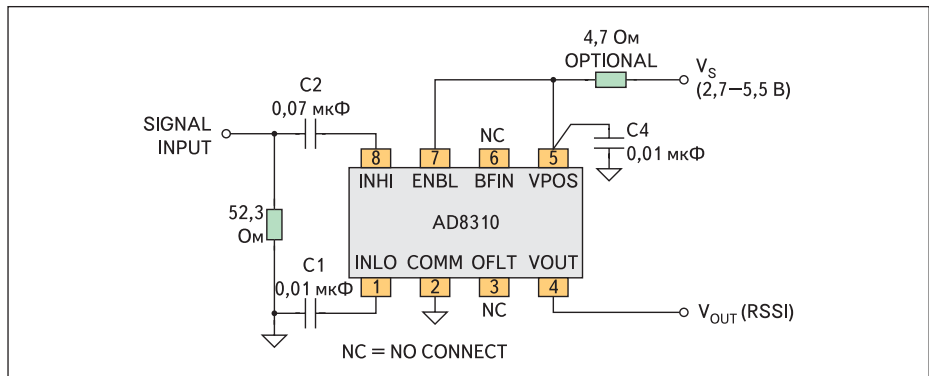 4,7 Ом
OPTIONAL
V_S
(2,7–5,5 В)
C2
0,07 мкФ
SIGNAL
INPUT
NC
C4
0,01 мкФ
8
7
6
5
INHI
ENBL
BFIN
VPOS
52,3
Ом
AD8310
C1
0,01 мкФ
INLO
COMM
OFLT
VOUT
1
2
3
4
NC
V_OUT (RSSI)
NC = NO CONNECT